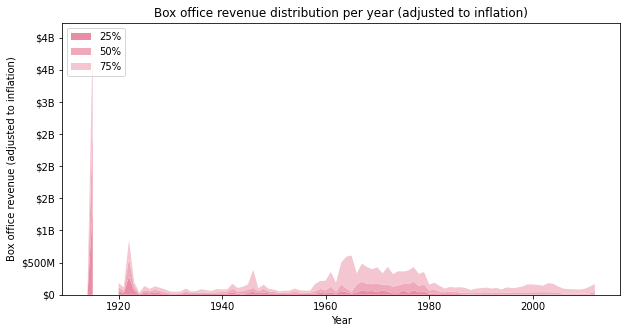 Box office revenue distribution per year (adjusted to inflation)
Box office revenue (adjusted to inflation)
$4B
$4B
$3B
$2B
$2B
$2B
$1B
$500M
$0
25%
50%
75%
1920
1940
1960
1980
2000
Year